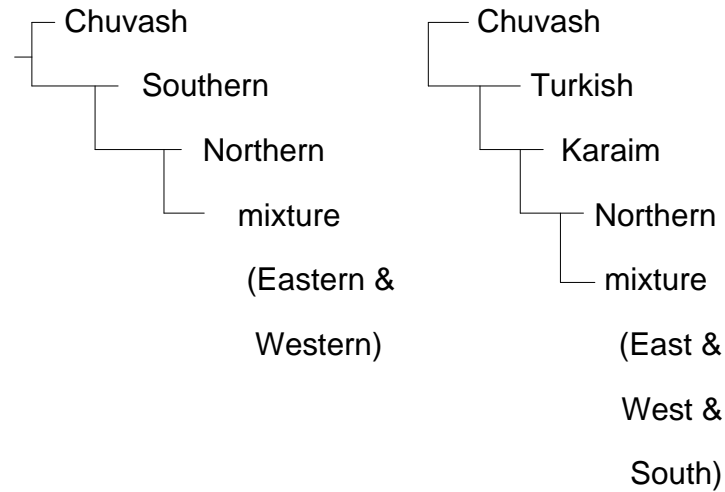 Chuvash
Southern
Northern
mixture
(Eastern &
Western)
Chuvash
Turkish
Karaim
Northern
mixture
(East &
West &
South)